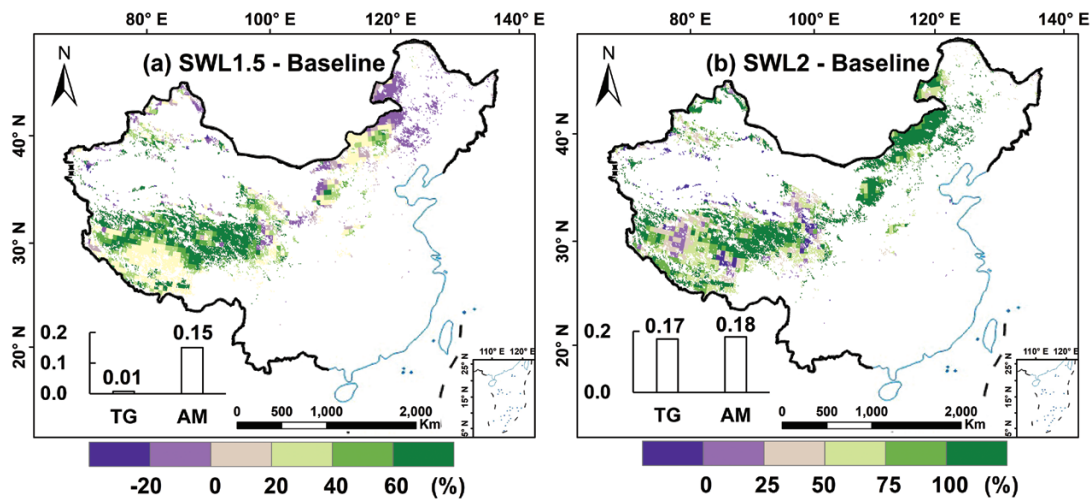 80° E 100° E 120° E 140° E
80° E 100° E 120° E 140° E
N
(a) SWL1.5 - Baseline
N
(b) SWL2 - Baseline
40° N
30° N
20° N
40° N
30° N
20° N
0.2
0.1
0.0
0.01
0.15
TG AM
0 500 1,000 2,000
Km
110° E 120° E
25° N
15° N
5° N
0.2
0.0
0.17
0.18
TG AM
0 500 1,000 2,000
Km
110° E 120° E
25° N
15° N
5° N
-20 0 20 40 60 (%)
0 25 50 75 100 (%)